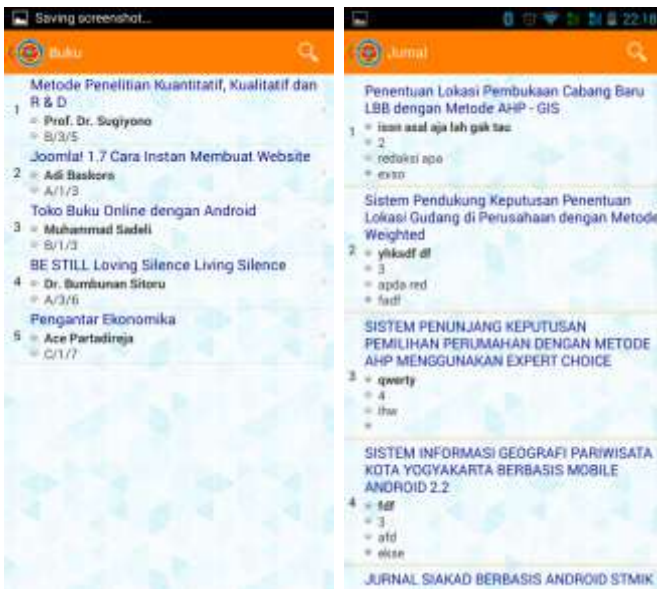 Saving screenshot...
Buku
Metode Penelitian Kuantitatif, Kualitatif dan
1 R & D
Prof. Dr. Sugiyono
B/3/5
Joomla! 1.7 Cara Instan Membuat Website
2 Adi Baskoro
A/1/3
Toko Buku Online dengan Android
3 Muhammad Sadeli
B/1/3
BE STILL Loving Silence Living Silence
4 Dr. Bumbunan Sitoru
A/3/6
Pengantar Ekonomika
5 Ace Partadireja
C/1/7
22:18
Jurnal
Penentuan Lokasi Pembukaan Cabang Baru
LBB dengan Metode AHP - GIS
1 ison asal aja lah gak tau
2
redaksi apa
Sistem Pendukung Keputusan Penentuan
Lokasi Gudang di Perusahaan dengan Metode
Weighted
2
3
apda red
fadf
SISTEM PENUNJANG KEPUTUSAN
PEMILIHAN PERUMAHAN DENGAN METODE
AHP MENGGUNAKAN EXPERT CHOICE
3 qwerty
4
SISTEM INFORMASI GEOGRAFI PARIWISATA
KOTA YOGYAKARTA BERBASIS MOBILE
ANDROID 2.2
4 fdf
3
afd
JURNAL SIAKAD BERBASIS ANDROID STMIK